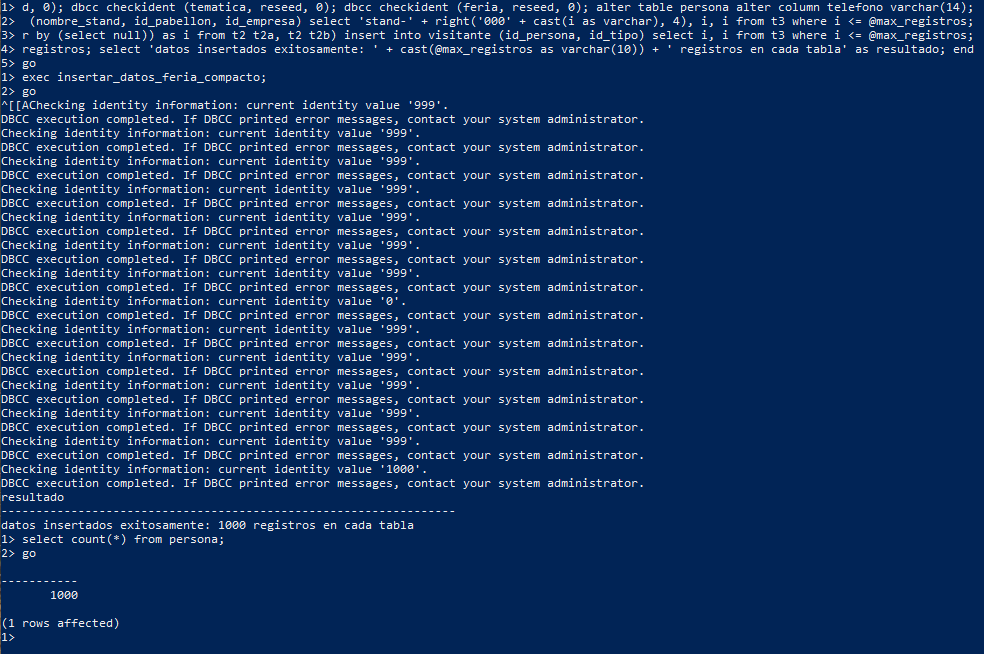 1> d, 0); dbcc checkident (tematica, reseed, 0); dbcc checkident (feria, reseed, 0); alter table persona alter column telefono varchar(14);
2>  (nombre_stand, id_pabellon, id_empresa) select 'stand-' + right('000' + cast(i as varchar), 4), i, i from t3 where i <= @max_registros;
3> r by (select null)) as i from t2 t2a, t2 t2b) insert into visitante (id_persona, id_tipo) select i, i from t3 where i <= @max_registros;
4> registros; select 'datos insertados exitosamente: ' + cast(@max_registros as varchar(10)) + ' registros en cada tabla' as resultado; end
5> go
1> exec insertar_datos_feria_compacto;
2> go
^[[AChecking identity information: current identity value '999'.
DBCC execution completed. If DBCC printed error messages, contact your system administrator.
Checking identity information: current identity value '999'.
DBCC execution completed. If DBCC printed error messages, contact your system administrator.
Checking identity information: current identity value '999'.
DBCC execution completed. If DBCC printed error messages, contact your system administrator.
Checking identity information: current identity value '999'.
DBCC execution completed. If DBCC printed error messages, contact your system administrator.
Checking identity information: current identity value '999'.
DBCC execution completed. If DBCC printed error messages, contact your system administrator.
Checking identity information: current identity value '999'.
DBCC execution completed. If DBCC printed error messages, contact your system administrator.
Checking identity information: current identity value '999'.
DBCC execution completed. If DBCC printed error messages, contact your system administrator.
Checking identity information: current identity value '0'.
DBCC execution completed. If DBCC printed error messages, contact your system administrator.
Checking identity information: current identity value '999'.
DBCC execution completed. If DBCC printed error messages, contact your system administrator.
Checking identity information: current identity value '999'.
DBCC execution completed. If DBCC printed error messages, contact your system administrator.
Checking identity information: current identity value '999'.
DBCC execution completed. If DBCC printed error messages, contact your system administrator.
Checking identity information: current identity value '999'.
DBCC execution completed. If DBCC printed error messages, contact your system administrator.
Checking identity information: current identity value '999'.
DBCC execution completed. If DBCC printed error messages, contact your system administrator.
Checking identity information: current identity value '1000'.
DBCC execution completed. If DBCC printed error messages, contact your system administrator.
resultado
-----------------------------------------------------------------
datos insertados exitosamente: 1000 registros en cada tabla
1> select count(*) from persona;
2> go
-----------
1000
(1 rows affected)
1>